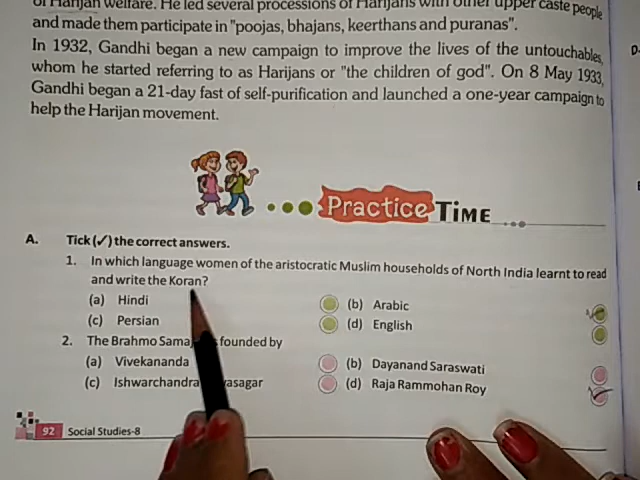 of Harijan welfare. He led several processions of Harijans with other upper caste people
and made them participate in "poojas, bhajans, keerthans and puranas".
In 1932, Gandhi began a new campaign to improve the lives of the untouchables,
whom he started referring to as Harijans or "the children of god". On 8 May 1933,
Gandhi began a 21-day fast of self-purification and launched a one-year campaign to
help the Harijan movement.
Practice TIME
A. Tick (✓) the correct answers.
1. In which language women of the aristocratic Muslim households of North India learnt to read
and write the Koran?
(a) Hindi (b) Arabic
(c) Persian (d) English
2. The Brahmo Samaj founded by
(a) Vivekananda (b) Dayanand Saraswati
(c) Ishwarchandra (d) Raja Rammohan Roy
92 Social Studies-8